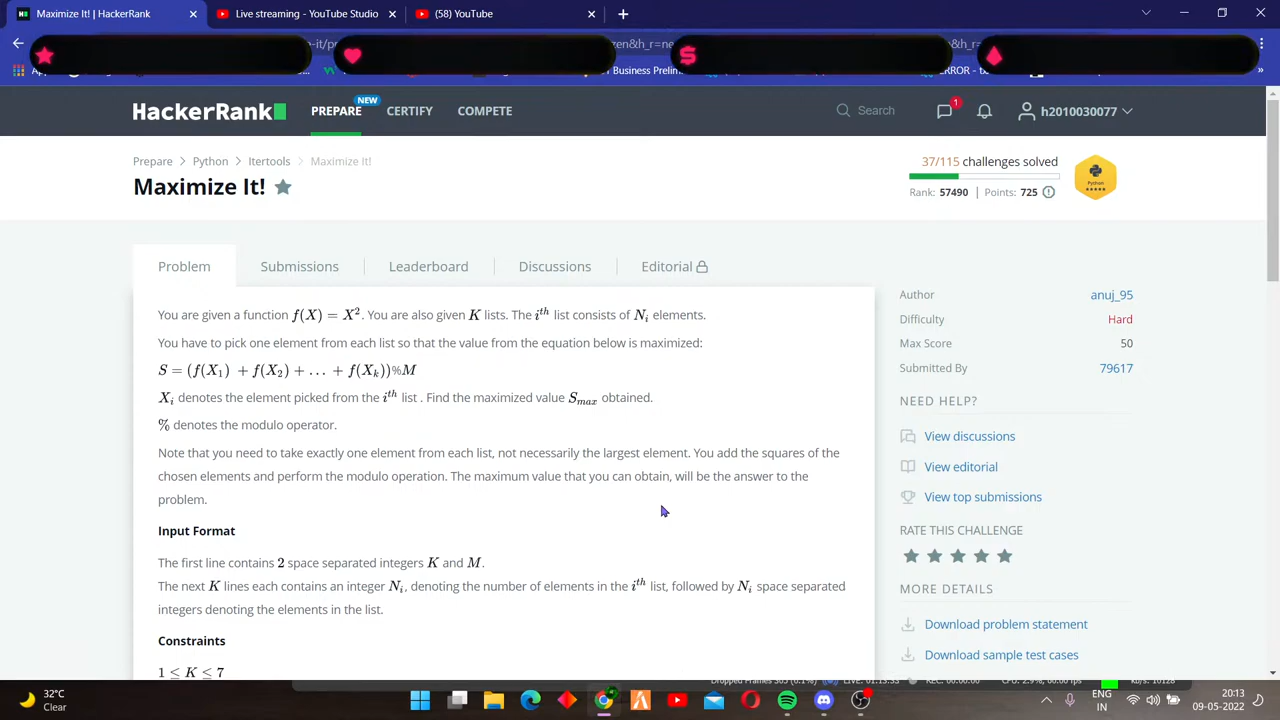 Maximize It! | HackerRank
Live streaming - YouTube Studio
(58) YouTube
Business Prelim
ERROR
HackerRank
PREPARE
NEW
CERTIFY
COMPETE
Search
1
h2010030077
Prepare > Python > Itertools > Maximize It!
Maximize It!
37/115 challenges solved
Rank: 57490 | Points: 725
Python
Problem
Submissions
Leaderboard
Discussions
Editorial
You are given a function f(X) = X². You are also given K lists. The iᵗʰ list consists of Nᵢ elements.
You have to pick one element from each list so that the value from the equation below is maximized:
S = (f(X₁) + f(X₂) + . . . + f(Xₖ))%M
Xᵢ denotes the element picked from the iᵗʰ list . Find the maximized value Sₘₐₓ obtained.
% denotes the modulo operator.
Note that you need to take exactly one element from each list, not necessarily the largest element. You add the squares of the
chosen elements and perform the modulo operation. The maximum value that you can obtain, will be the answer to the
problem.
Input Format
The first line contains 2 space separated integers K and M.
The next K lines each contains an integer Nᵢ, denoting the number of elements in the iᵗʰ list, followed by Nᵢ space separated
integers denoting the elements in the list.
Constraints
1 ≤ K ≤ 7
Author anuj_95
Difficulty Hard
Max Score 50
Submitted By 79617
NEED HELP?
View discussions
View editorial
View top submissions
RATE THIS CHALLENGE
MORE DETAILS
Download problem statement
Download sample test cases
32°C
Clear
ENG
IN
20:13
09-05-2022